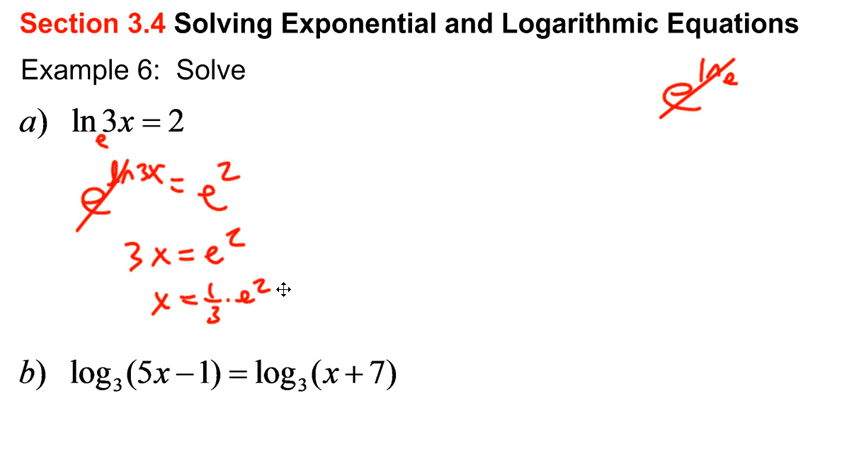 Section 3.4 Solving Exponential and Logarithmic Equations
Example 6: Solve
e^ln e
a) ln 3x = 2
e
e^ln 3x = e^2
3x = e^2
x = 1/3 · e^2
b) log₃(5x − 1) = log₃(x + 7)